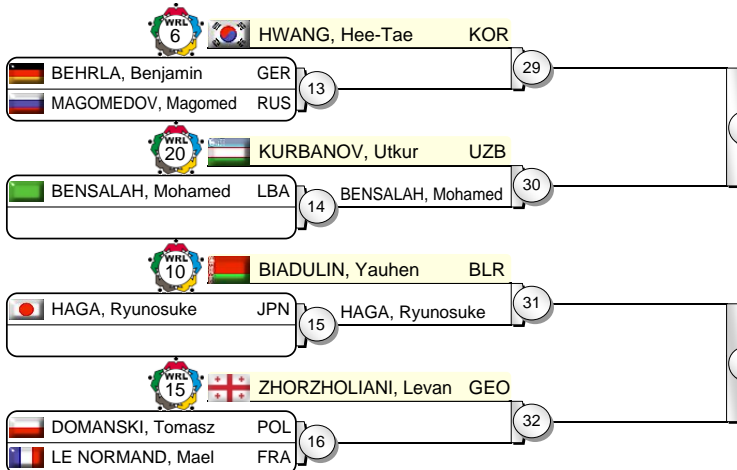 WRL 6 HWANG, Hee-Tae KOR
29
BEHRLA, Benjamin GER
13
MAGOMEDOV, Magomed RUS
WRL 20 KURBANOV, Utkur UZB
30
BENSALAH, Mohamed LBA
14 BENSALAH, Mohamed
WRL 10 BIADULIN, Yauhen BLR
31
HAGA, Ryunosuke JPN
15 HAGA, Ryunosuke
WRL 15 ZHORZHOLIANI, Levan GEO
32
DOMANSKI, Tomasz POL
16
LE NORMAND, Mael FRA